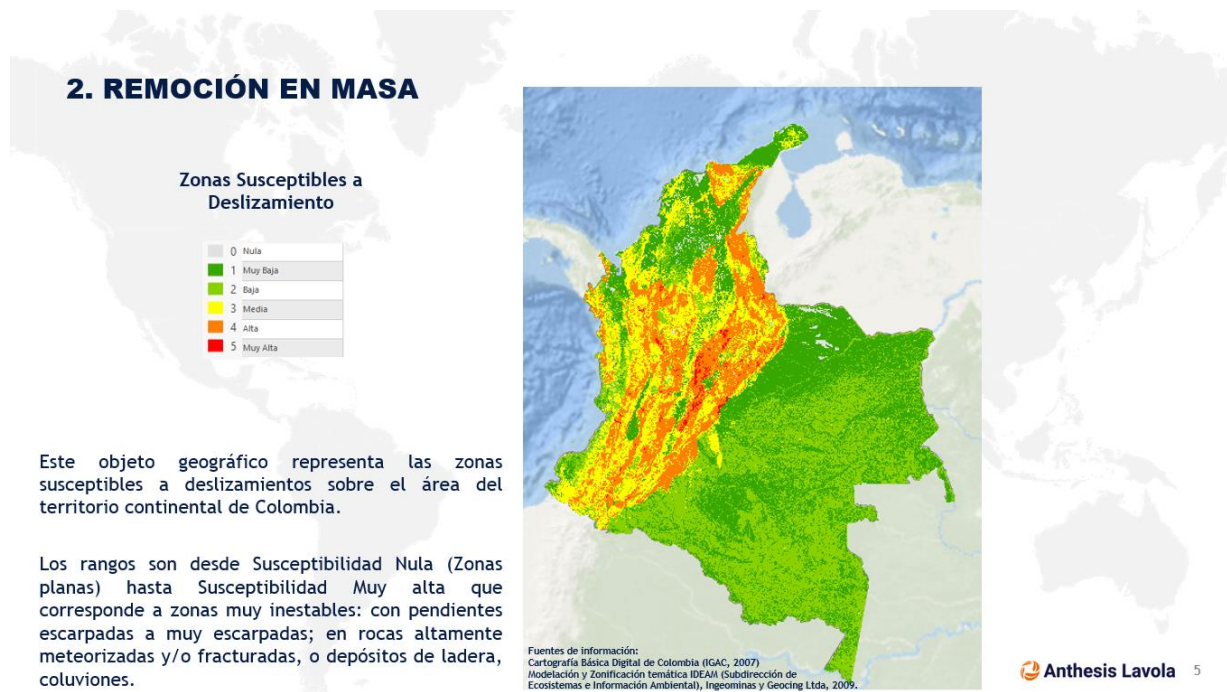 2. REMOCIÓN EN MASA
Zonas Susceptibles a
Deslizamiento
0 Nula
1 Muy Baja
2 Baja
3 Media
4 Alta
5 Muy Alta
Este objeto geográfico representa las zonas
susceptibles a deslizamientos sobre el área del
territorio continental de Colombia.
Los rangos son desde Susceptibilidad Nula (Zonas
planas) hasta Susceptibilidad Muy alta que
corresponde a zonas muy inestables: con pendientes
escarpadas a muy escarpadas; en rocas altamente
meteorizadas y/o fracturadas, o depósitos de ladera,
coluviones.
Fuentes de información:
Cartografía Básica Digital de Colombia (IGAC, 2007)
Modelación y Zonificación temática IDEAM (Subdirección de
Ecosistemas e Información Ambiental), Ingeominas y Geocing Ltda, 2009.
Anthesis Lavola 5